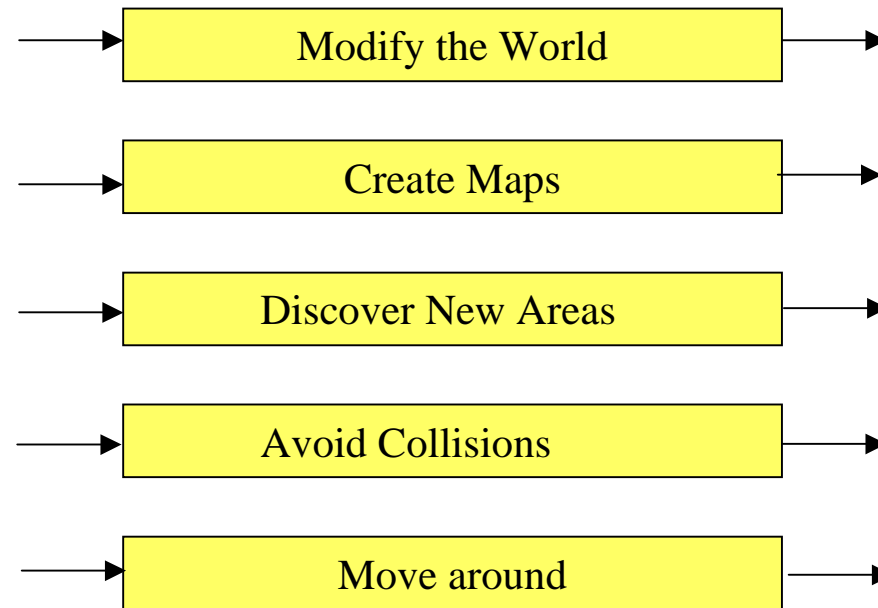 Modify the World
Create Maps
Discover New Areas
Avoid Collisions
Move around